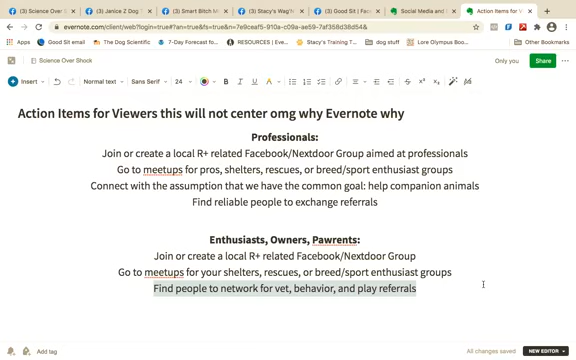 (3) Science Over S
(3) Janice Z Dog
(3) Smart Bitch M
(3) Stacy's Wag'N
(3) Good Sit | Fac
Social Media and
Action Items for V
evernote.com/client/web?login=true#?an=true&fs=true&n=7e9ceaf5-910a-c09a-ae59-7af358d38d54&
Apps
G Good Sit email
The Dog Scientific
7-Day Forecast fo
RESOURCES | Ev
Stacy's Training T
dog stuff
Lore Olympus Boo
Other Bookmarks
Science Over Shock
Only you
Share
Insert
Normal text
Sans Serif
24
B I U A
Action Items for Viewers this will not center omg why Evernote why
Professionals:
Join or create a local R+ related Facebook/Nextdoor Group aimed at professionals
Go to meetups for pros, shelters, rescues, or breed/sport enthusiast groups
Connect with the assumption that we have the common goal: help companion animals
Find reliable people to exchange referrals
Enthusiasts, Owners, Pawrents:
Join or create a local R+ related Facebook/Nextdoor Group
Go to meetups for your shelters, rescues, or breed/sport enthusiast groups
Find people to network for vet, behavior, and play referrals
Add tag
All changes saved
NEW EDITOR